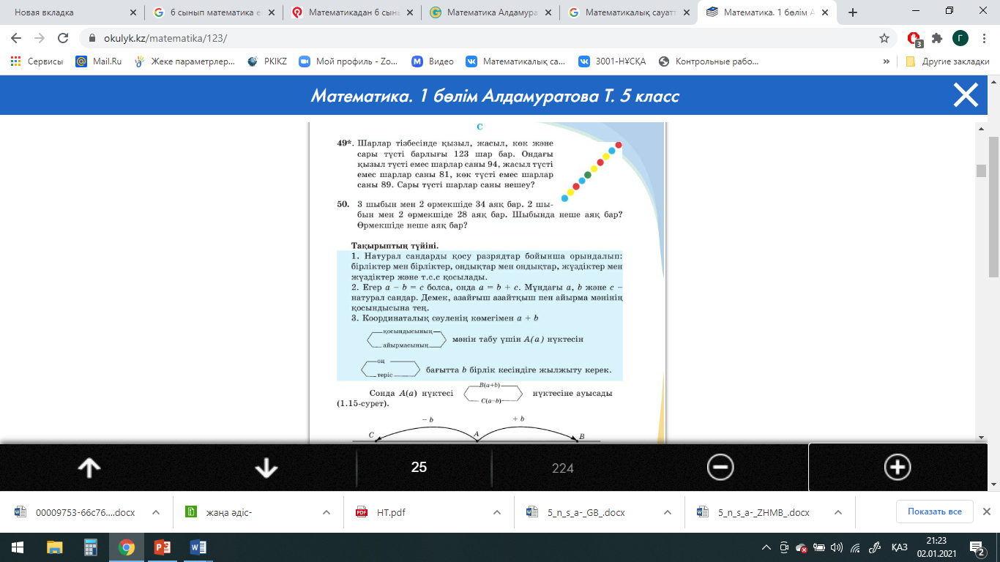 Новая вкладка
6 сынып математика е
Математикадан 6 сын
Математика Алдамура
Математикалық сауатт
Математика. 1 бөлім А
okulyk.kz/matematika/123/
Г
3
Сервисы
Mail.Ru
Жеке параметрлер...
PKIZ
Мой профиль - Zo...
Видео
Математикалық са...
3001-НҰСҚА
Контрольные рабо...
»
Другие закладки
Математика. 1 бөлім Алдамуратова Т. 5 класс
С
49*. Шарлар тізбесінде қызыл, жасыл, көк және
сары түсті барлығы 123 шар бар. Ондағы
қызыл түсті емес шарлар саны 94, жасыл түсті
емес шарлар саны 81, көк түсті емес шарлар
саны 89. Сары түсті шарлар саны нешеу?
50. 3 шыбын мен 2 өрмекшіде 34 аяқ бар. 2 шы-
бын мен 2 өрмекшіде 28 аяқ бар. Шыбында неше аяқ бар?
Өрмекшіде неше аяқ бар?
Тақырыптың түйіні.
1. Натурал сандарды қосу разрядтар бойынша орындалып:
бірліктер мен бірліктер, ондықтар мен ондықтар, жүздіктер мен
жүздіктер және т.с.с қосылады.
2. Егер a – b = c болса, онда a = b + c. Мұндағы a, b және c –
натурал сандар. Демек, азайғыш азайтқыш пен айырма мәнінің
қосындысына тең.
3. Координаталық сәуленің көмегімен a + b
қосындысының
айырмасының
мәнін табу үшін A(a) нүктесін
оң
теріс
бағытта b бірлік кесіндіге жылжыту керек.
Сонда A(a) нүктесі
B(a+b)
C(a–b)
нүктесіне ауысады
(1.15-сурет).
– b
+ b
C
A
B
25
224
00009753-66c76....docx
жаңа әдіс-
НТ.pdf
5_n_s_a-_GB_.docx
5_n_s_a-_ZHMB_.docx
Показать все
ҚАЗ
21:23
02.01.2021
2